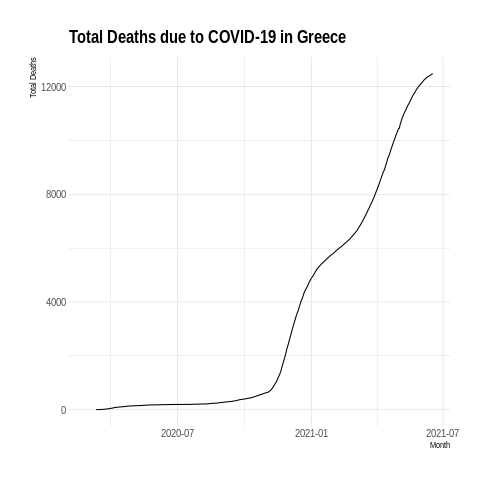 Total Deaths due to COVID-19 in Greece
Total Deaths
12000
8000
4000
0
2020-07
2021-01
2021-07
Month